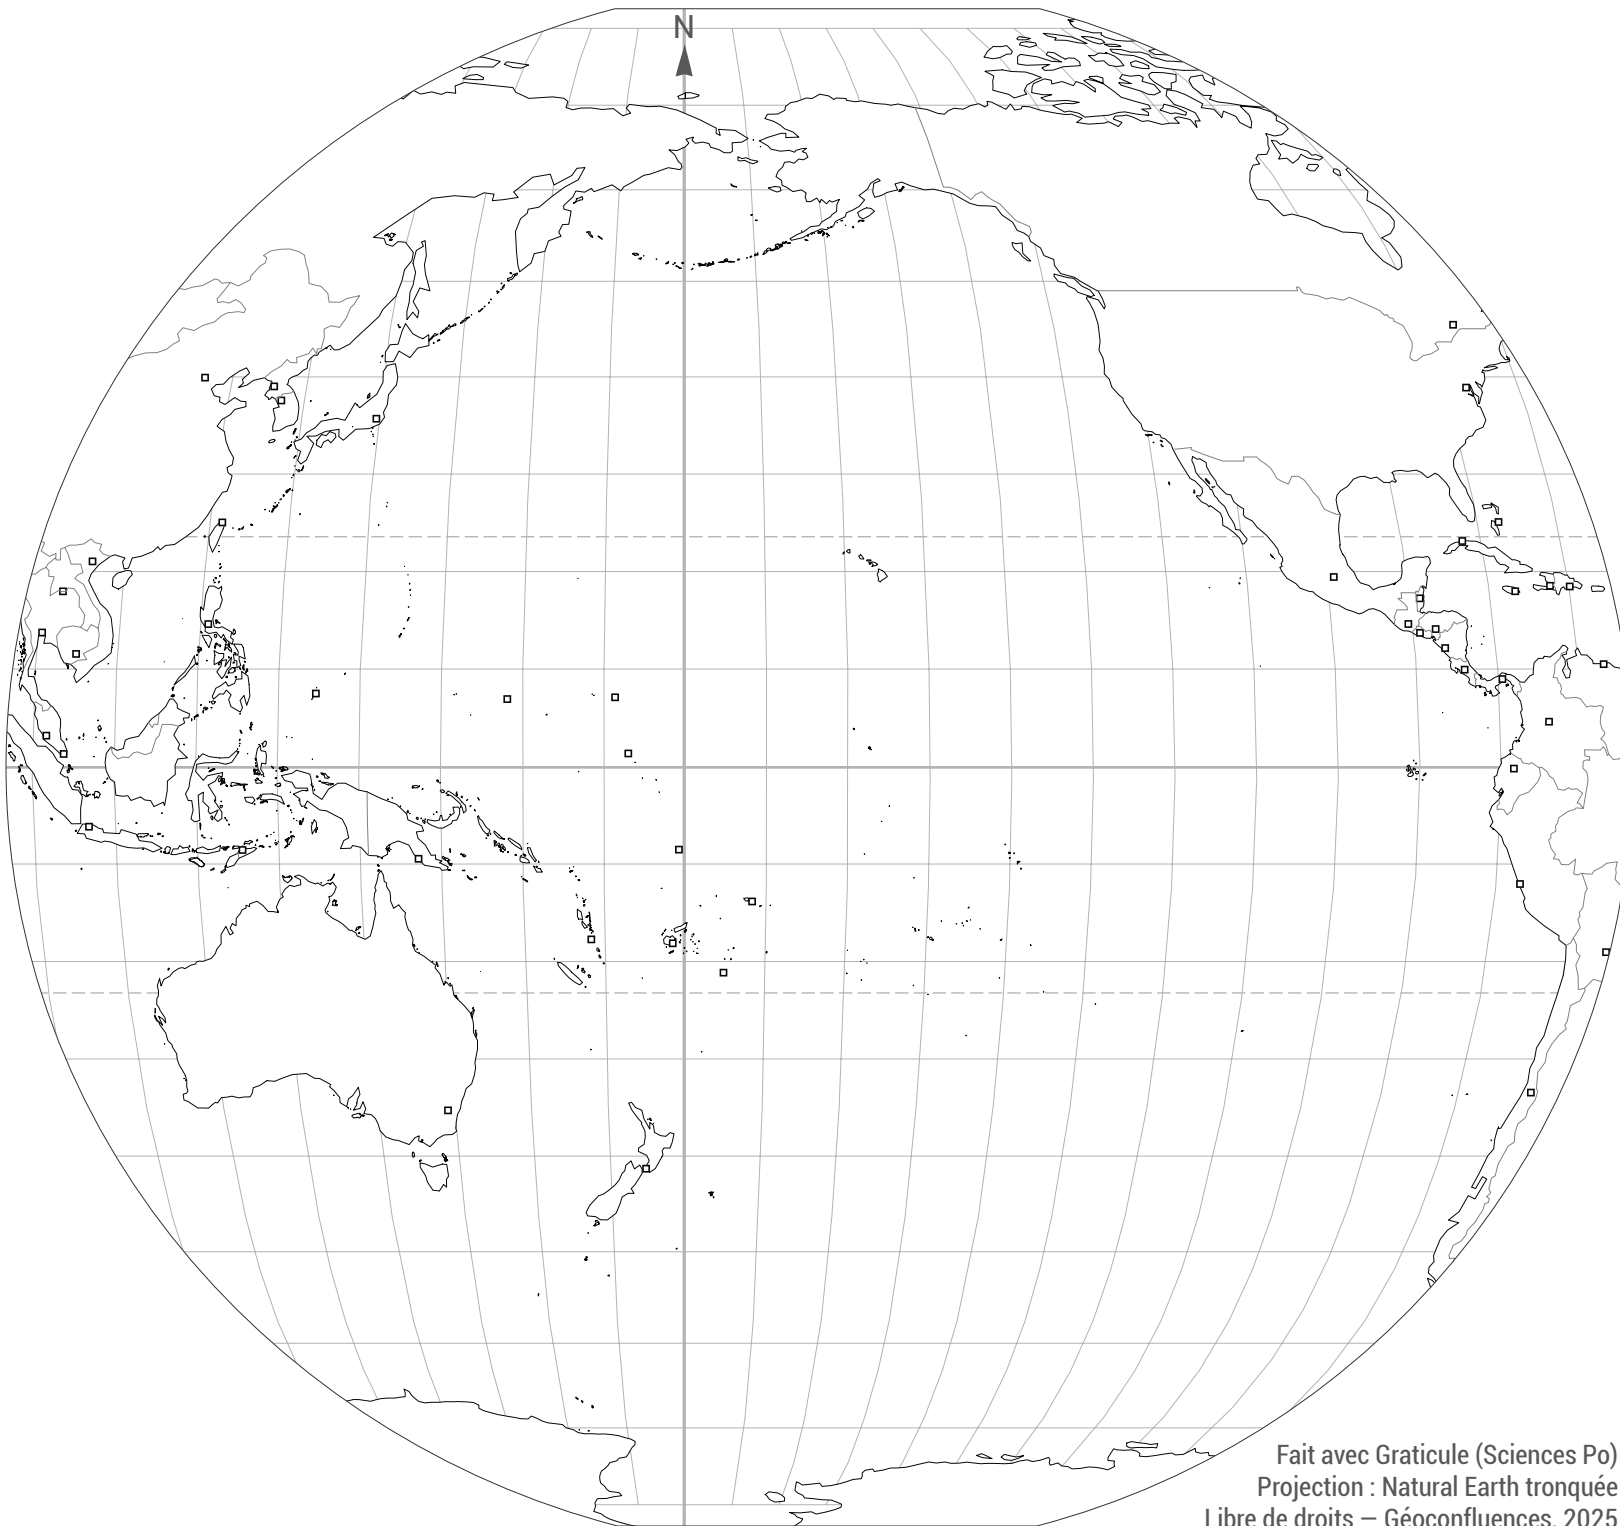 N
Fait avec Graticule (Sciences Po)
Projection : Natural Earth tronquée
Libre de droits — Géoconfluences, 2025